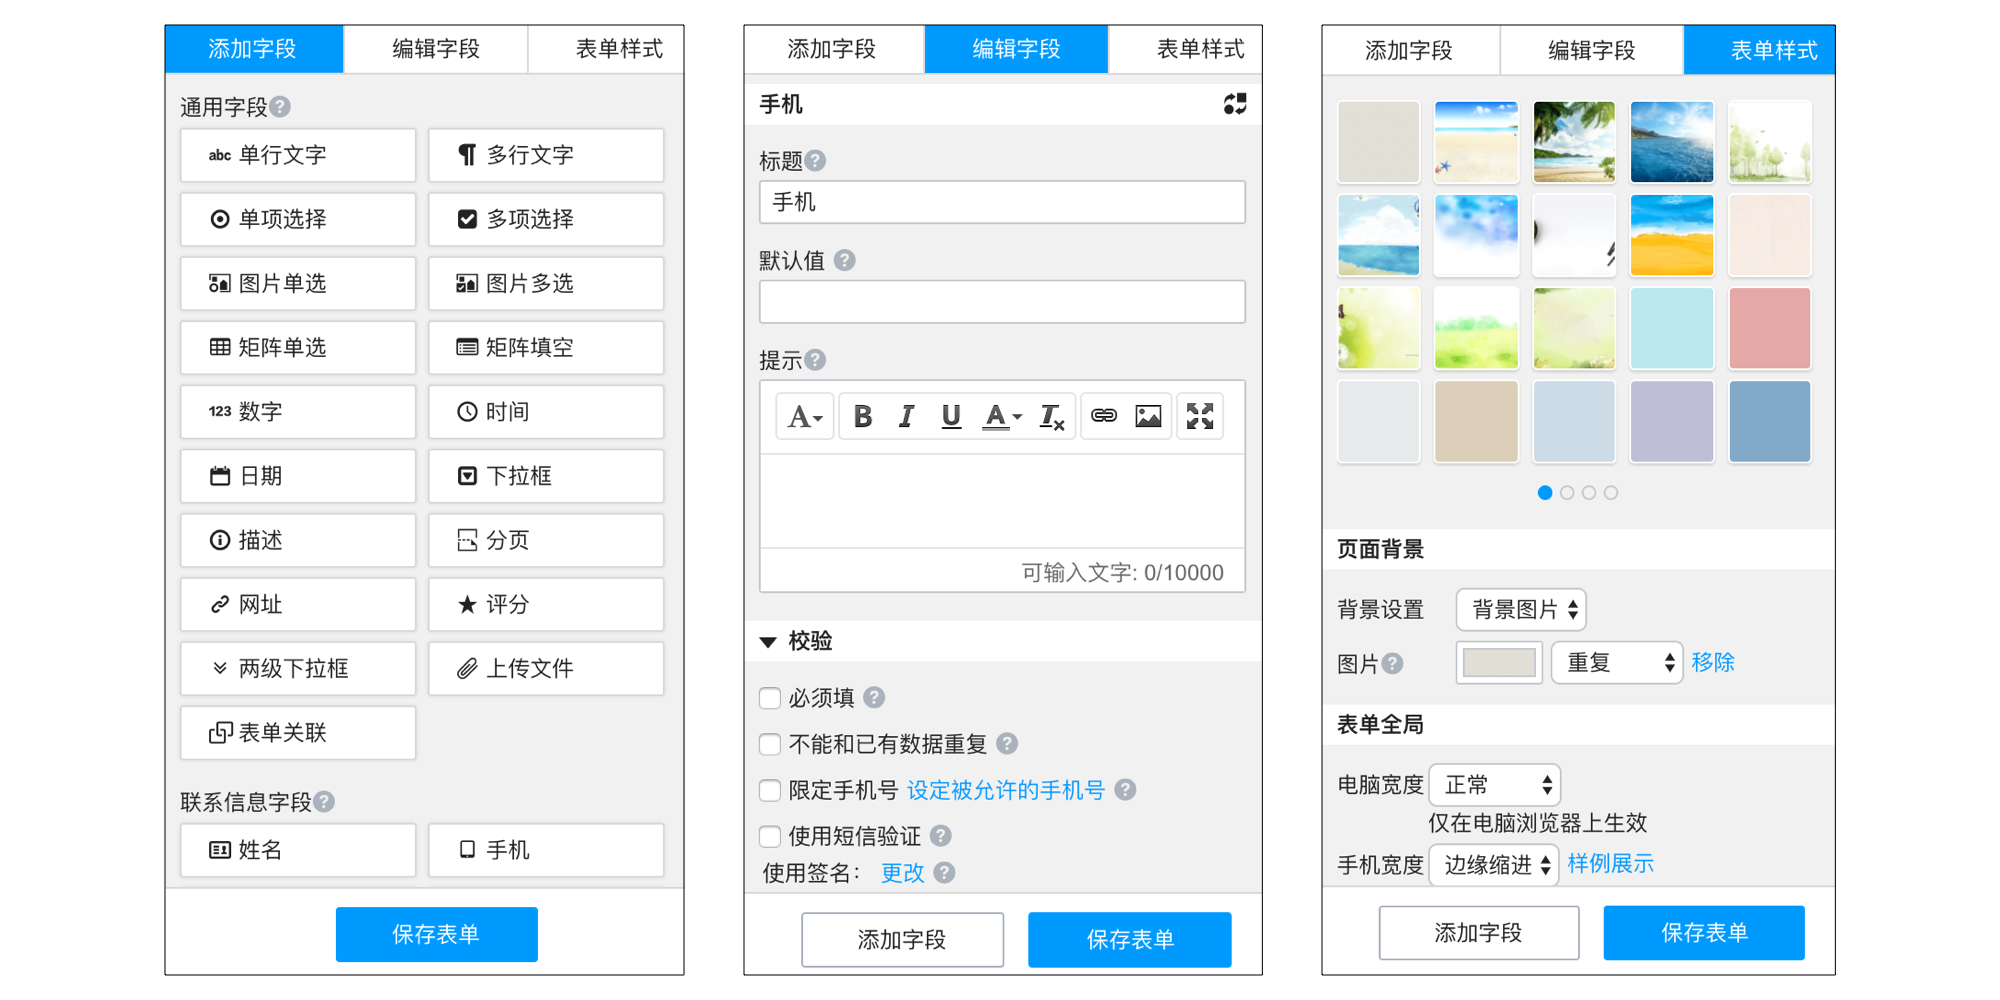 添加字段 编辑字段 表单样式
通用字段
abc 单行文字 多行文字
单项选择 多项选择
图片单选 图片多选
矩阵单选 矩阵填空
123 数字 时间
日期 下拉框
描述 分页
网址 评分
两级下拉框 上传文件
表单关联
联系信息字段
姓名 手机
保存表单
添加字段 编辑字段 表单样式
手机
标题
手机
默认值
提示
A B I U A Tx
可输入文字: 0/10000
校验
必须填
不能和已有数据重复
限定手机号 设定被允许的手机号
使用短信验证
使用签名： 更改
添加字段 保存表单
添加字段 编辑字段 表单样式
页面背景
背景设置 背景图片
图片 重复 移除
表单全局
电脑宽度 正常
仅在电脑浏览器上生效
手机宽度 边缘缩进 样例展示
添加字段 保存表单